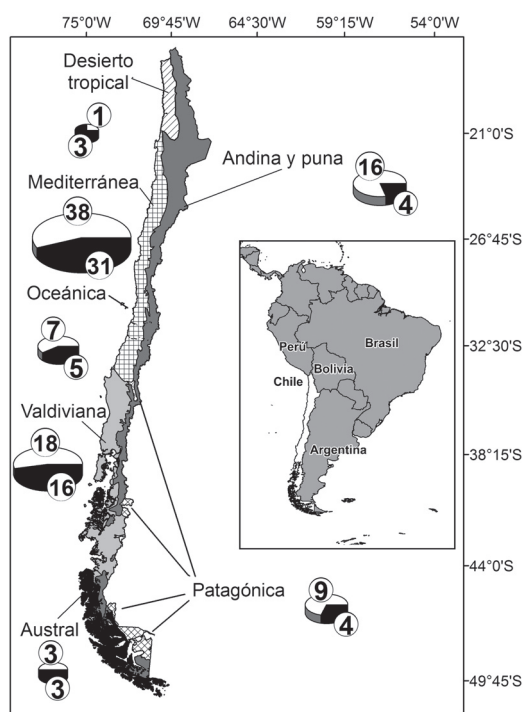 75°0'W 69°45'W 64°30'W 59°15'W 54°0'W
Desierto
tropical
1
3
21°0'S
Andina y puna
16
4
Mediterránea
38
31
26°45'S
Oceánica
7
5
32°30'S
Perú
Brasil
Bolivia
Chile
Argentina
Valdiviana
18
16
38°15'S
44°0'S
Patagónica
9
4
Austral
3
3
49°45'S